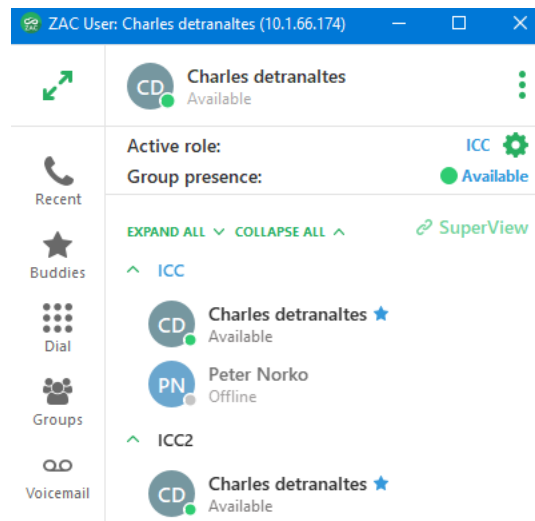 ZAC User: Charles detranaltes (10.1.66.174)
CD
Charles detranaltes
Available
Active role: ICC
Group presence: Available
Recent
Buddies
Dial
Groups
Voicemail
EXPAND ALL COLLAPSE ALL SuperView
ICC
CD
Charles detranaltes
Available
PN
Peter Norko
Offline
ICC2
CD
Charles detranaltes
Available